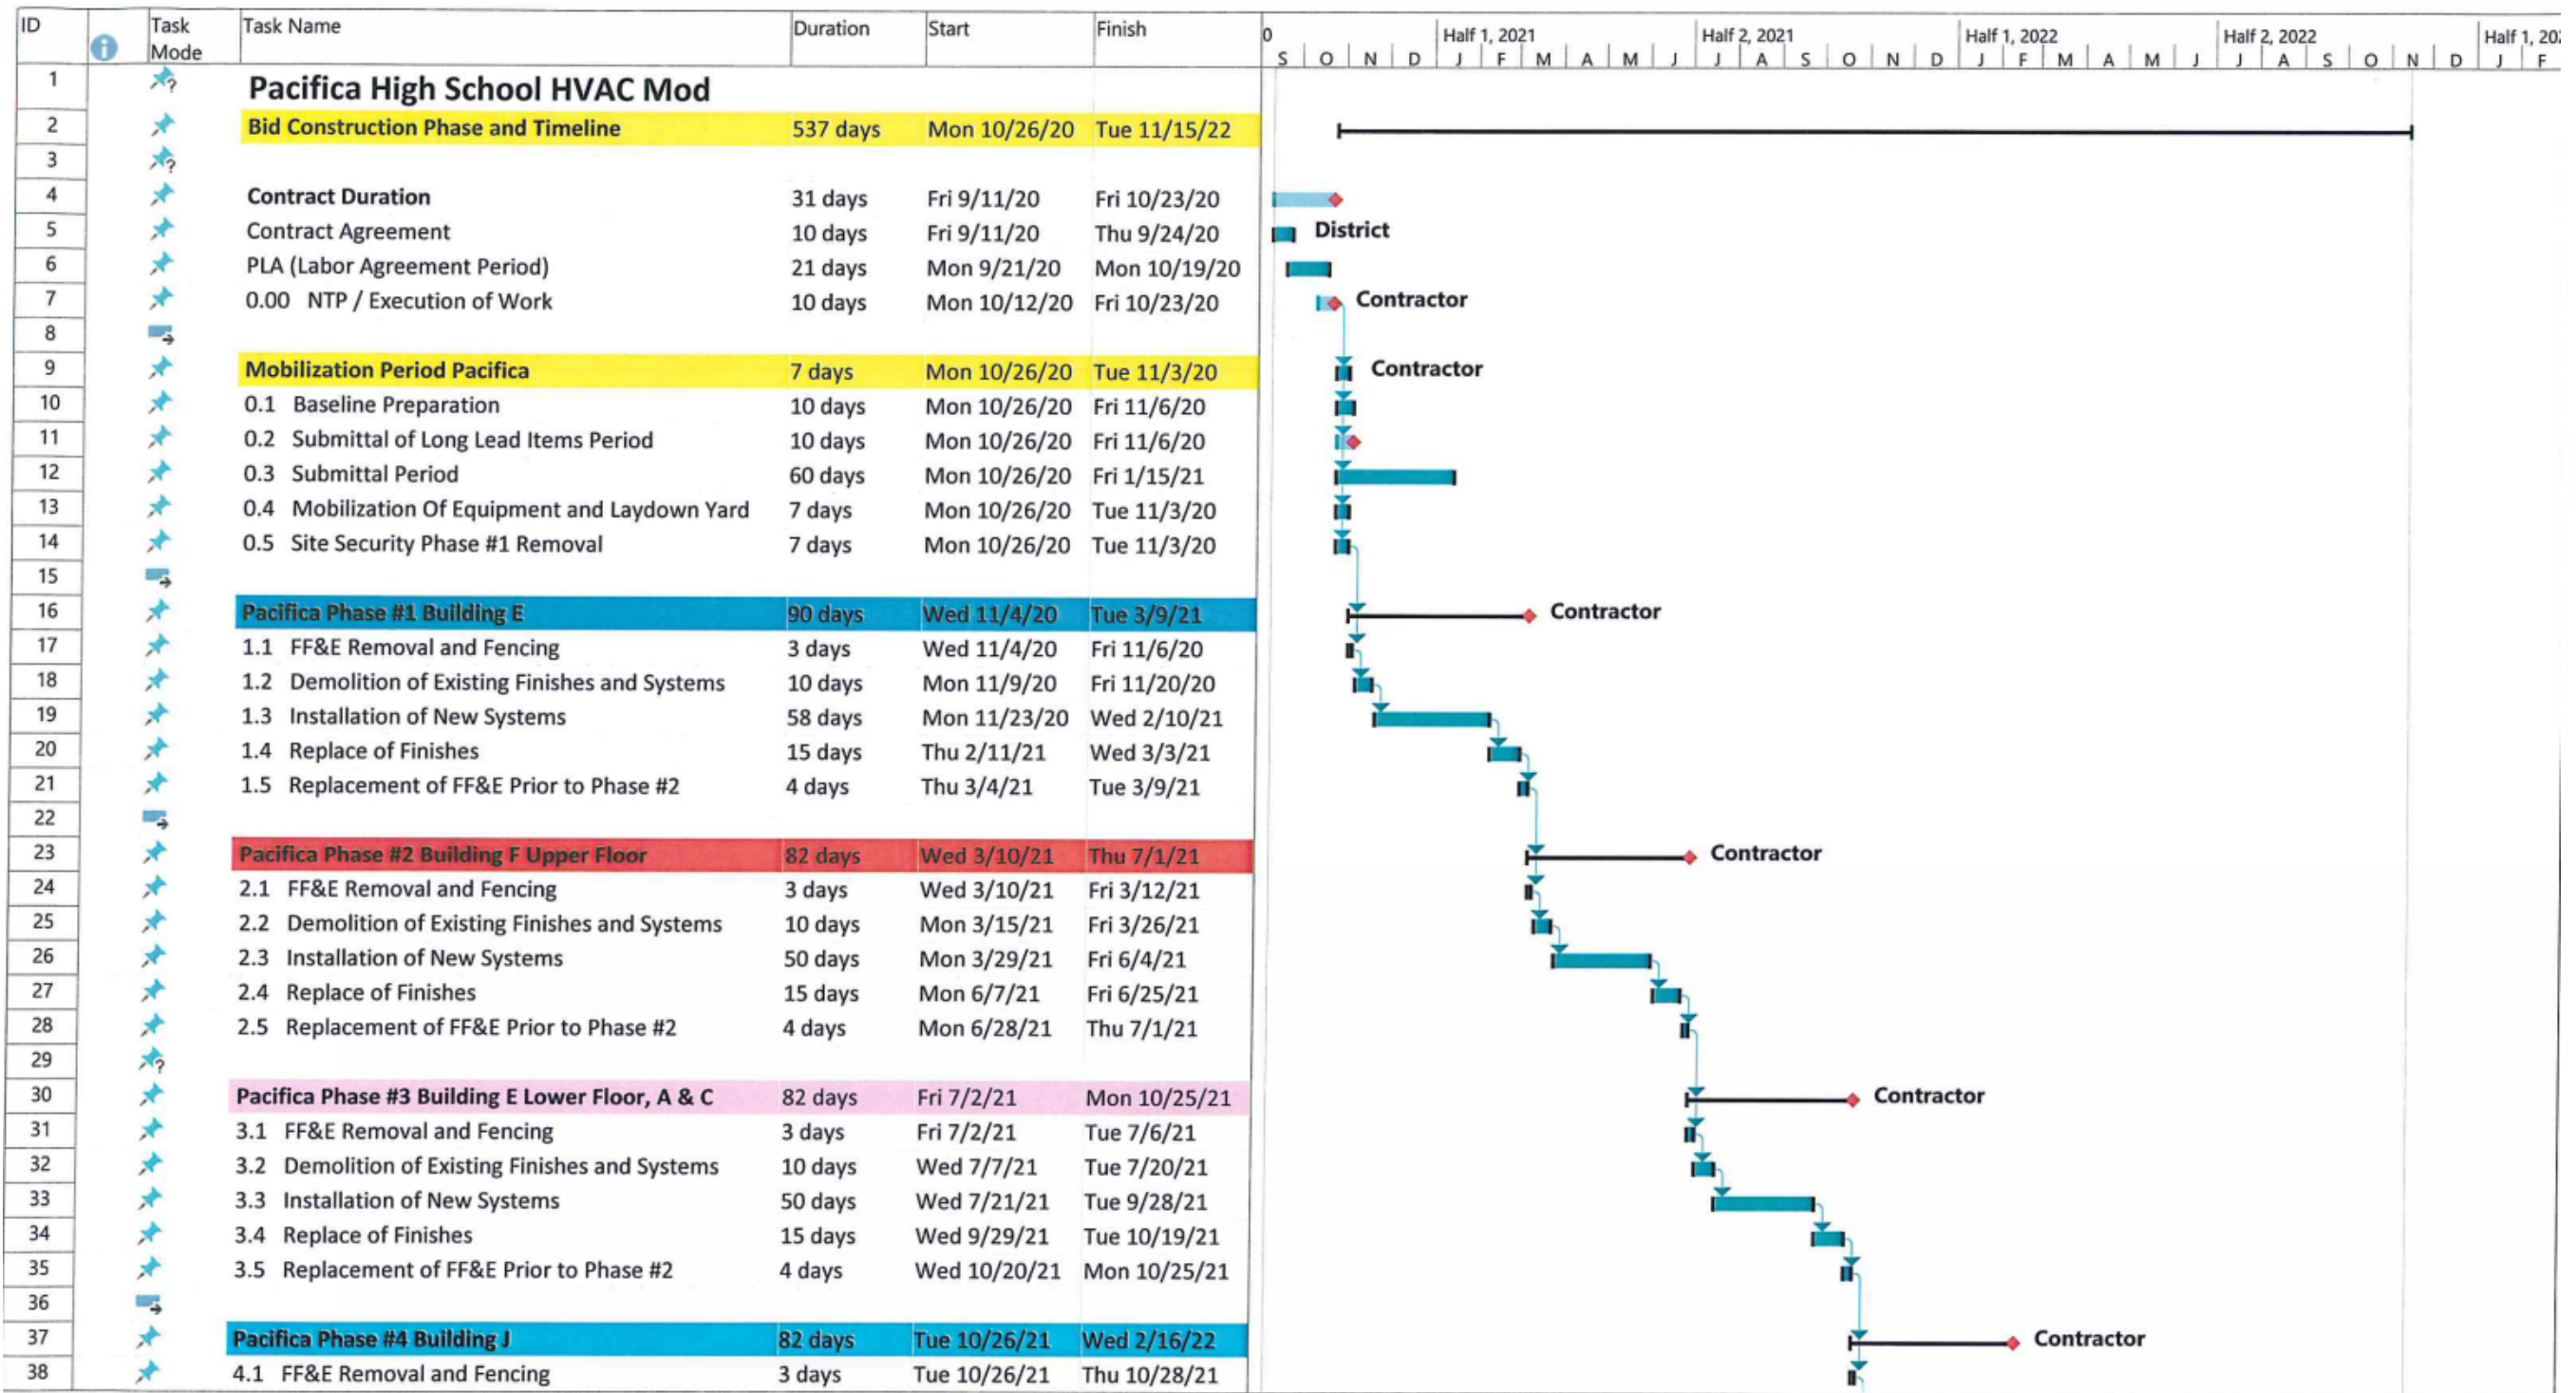 ID Task Mode Task Name Duration Start Finish
0 Half 1, 2021 Half 2, 2021 Half 1, 2022 Half 2, 2022 Half 1, 202
S O N D J F M A M J J A S O N D J F M A M J J A S O N D J F
1 Pacifica High School HVAC Mod
2 Bid Construction Phase and Timeline 537 days Mon 10/26/20 Tue 11/15/22
3
4 Contract Duration 31 days Fri 9/11/20 Fri 10/23/20
5 Contract Agreement 10 days Fri 9/11/20 Thu 9/24/20 District
6 PLA (Labor Agreement Period) 21 days Mon 9/21/20 Mon 10/19/20
7 0.00 NTP / Execution of Work 10 days Mon 10/12/20 Fri 10/23/20 Contractor
8
9 Mobilization Period Pacifica 7 days Mon 10/26/20 Tue 11/3/20 Contractor
10 0.1 Baseline Preparation 10 days Mon 10/26/20 Fri 11/6/20
11 0.2 Submittal of Long Lead Items Period 10 days Mon 10/26/20 Fri 11/6/20
12 0.3 Submittal Period 60 days Mon 10/26/20 Fri 1/15/21
13 0.4 Mobilization Of Equipment and Laydown Yard 7 days Mon 10/26/20 Tue 11/3/20
14 0.5 Site Security Phase #1 Removal 7 days Mon 10/26/20 Tue 11/3/20
15
16 Pacifica Phase #1 Building E 90 days Wed 11/4/20 Tue 3/9/21 Contractor
17 1.1 FF&E Removal and Fencing 3 days Wed 11/4/20 Fri 11/6/20
18 1.2 Demolition of Existing Finishes and Systems 10 days Mon 11/9/20 Fri 11/20/20
19 1.3 Installation of New Systems 58 days Mon 11/23/20 Wed 2/10/21
20 1.4 Replace of Finishes 15 days Thu 2/11/21 Wed 3/3/21
21 1.5 Replacement of FF&E Prior to Phase #2 4 days Thu 3/4/21 Tue 3/9/21
22
23 Pacifica Phase #2 Building F Upper Floor 82 days Wed 3/10/21 Thu 7/1/21 Contractor
24 2.1 FF&E Removal and Fencing 3 days Wed 3/10/21 Fri 3/12/21
25 2.2 Demolition of Existing Finishes and Systems 10 days Mon 3/15/21 Fri 3/26/21
26 2.3 Installation of New Systems 50 days Mon 3/29/21 Fri 6/4/21
27 2.4 Replace of Finishes 15 days Mon 6/7/21 Fri 6/25/21
28 2.5 Replacement of FF&E Prior to Phase #2 4 days Mon 6/28/21 Thu 7/1/21
29
30 Pacifica Phase #3 Building E Lower Floor, A & C 82 days Fri 7/2/21 Mon 10/25/21 Contractor
31 3.1 FF&E Removal and Fencing 3 days Fri 7/2/21 Tue 7/6/21
32 3.2 Demolition of Existing Finishes and Systems 10 days Wed 7/7/21 Tue 7/20/21
33 3.3 Installation of New Systems 50 days Wed 7/21/21 Tue 9/28/21
34 3.4 Replace of Finishes 15 days Wed 9/29/21 Tue 10/19/21
35 3.5 Replacement of FF&E Prior to Phase #2 4 days Wed 10/20/21 Mon 10/25/21
36
37 Pacifica Phase #4 Building J 82 days Tue 10/26/21 Wed 2/16/22 Contractor
38 4.1 FF&E Removal and Fencing 3 days Tue 10/26/21 Thu 10/28/21